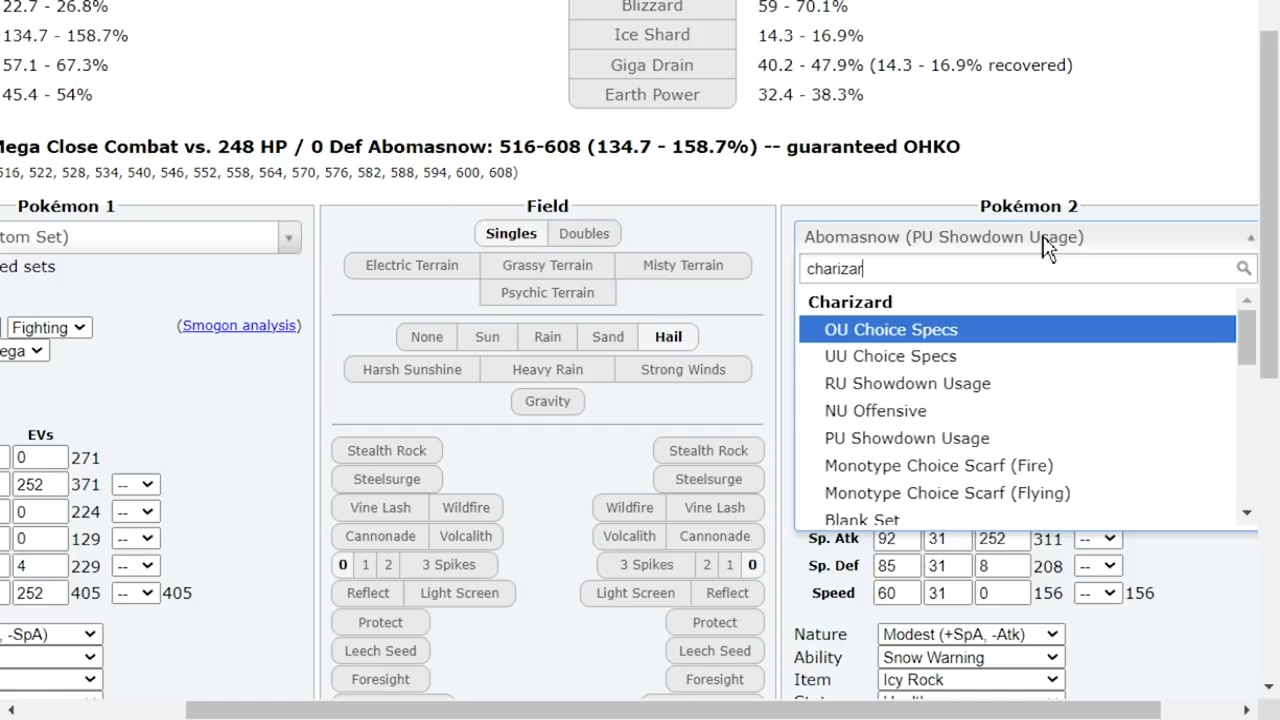 22.7 - 26.8% Blizzard 59 - 70.1%
134.7 - 158.7% Ice Shard 14.3 - 16.9%
57.1 - 67.3% Giga Drain 40.2 - 47.9% (14.3 - 16.9% recovered)
45.4 - 54% Earth Power 32.4 - 38.3%
Mega Close Combat vs. 248 HP / 0 Def Abomasnow: 516-608 (134.7 - 158.7%) -- guaranteed OHKO
516, 522, 528, 534, 540, 546, 552, 558, 564, 570, 576, 582, 588, 594, 600, 608)
Pokémon 1
tom Set)
ed sets
Fighting (Smogon analysis)
ega
EVs
0 271
252 371 --
0 224 --
0 129 --
4 229 --
252 405 -- 405
, -SpA)
Field
Singles Doubles
Electric Terrain Grassy Terrain Misty Terrain
Psychic Terrain
None Sun Rain Sand Hail
Harsh Sunshine Heavy Rain Strong Winds
Gravity
Stealth Rock Stealth Rock
Steelsurge Steelsurge
Vine Lash Wildfire Wildfire Vine Lash
Cannonade Volcalith Volcalith Cannonade
0 1 2 3 Spikes 3 Spikes 2 1 0
Reflect Light Screen Light Screen Reflect
Protect Protect
Leech Seed Leech Seed
Foresight Foresight
Pokémon 2
Abomasnow (PU Showdown Usage)
charizar
Charizard
OU Choice Specs
UU Choice Specs
RU Showdown Usage
NU Offensive
PU Showdown Usage
Monotype Choice Scarf (Fire)
Monotype Choice Scarf (Flying)
Blank Set
Sp. Atk 92 31 252 311 --
Sp. Def 85 31 8 208 --
Speed 60 31 0 156 -- 156
Nature Modest (+SpA, -Atk)
Ability Snow Warning
Item Icy Rock